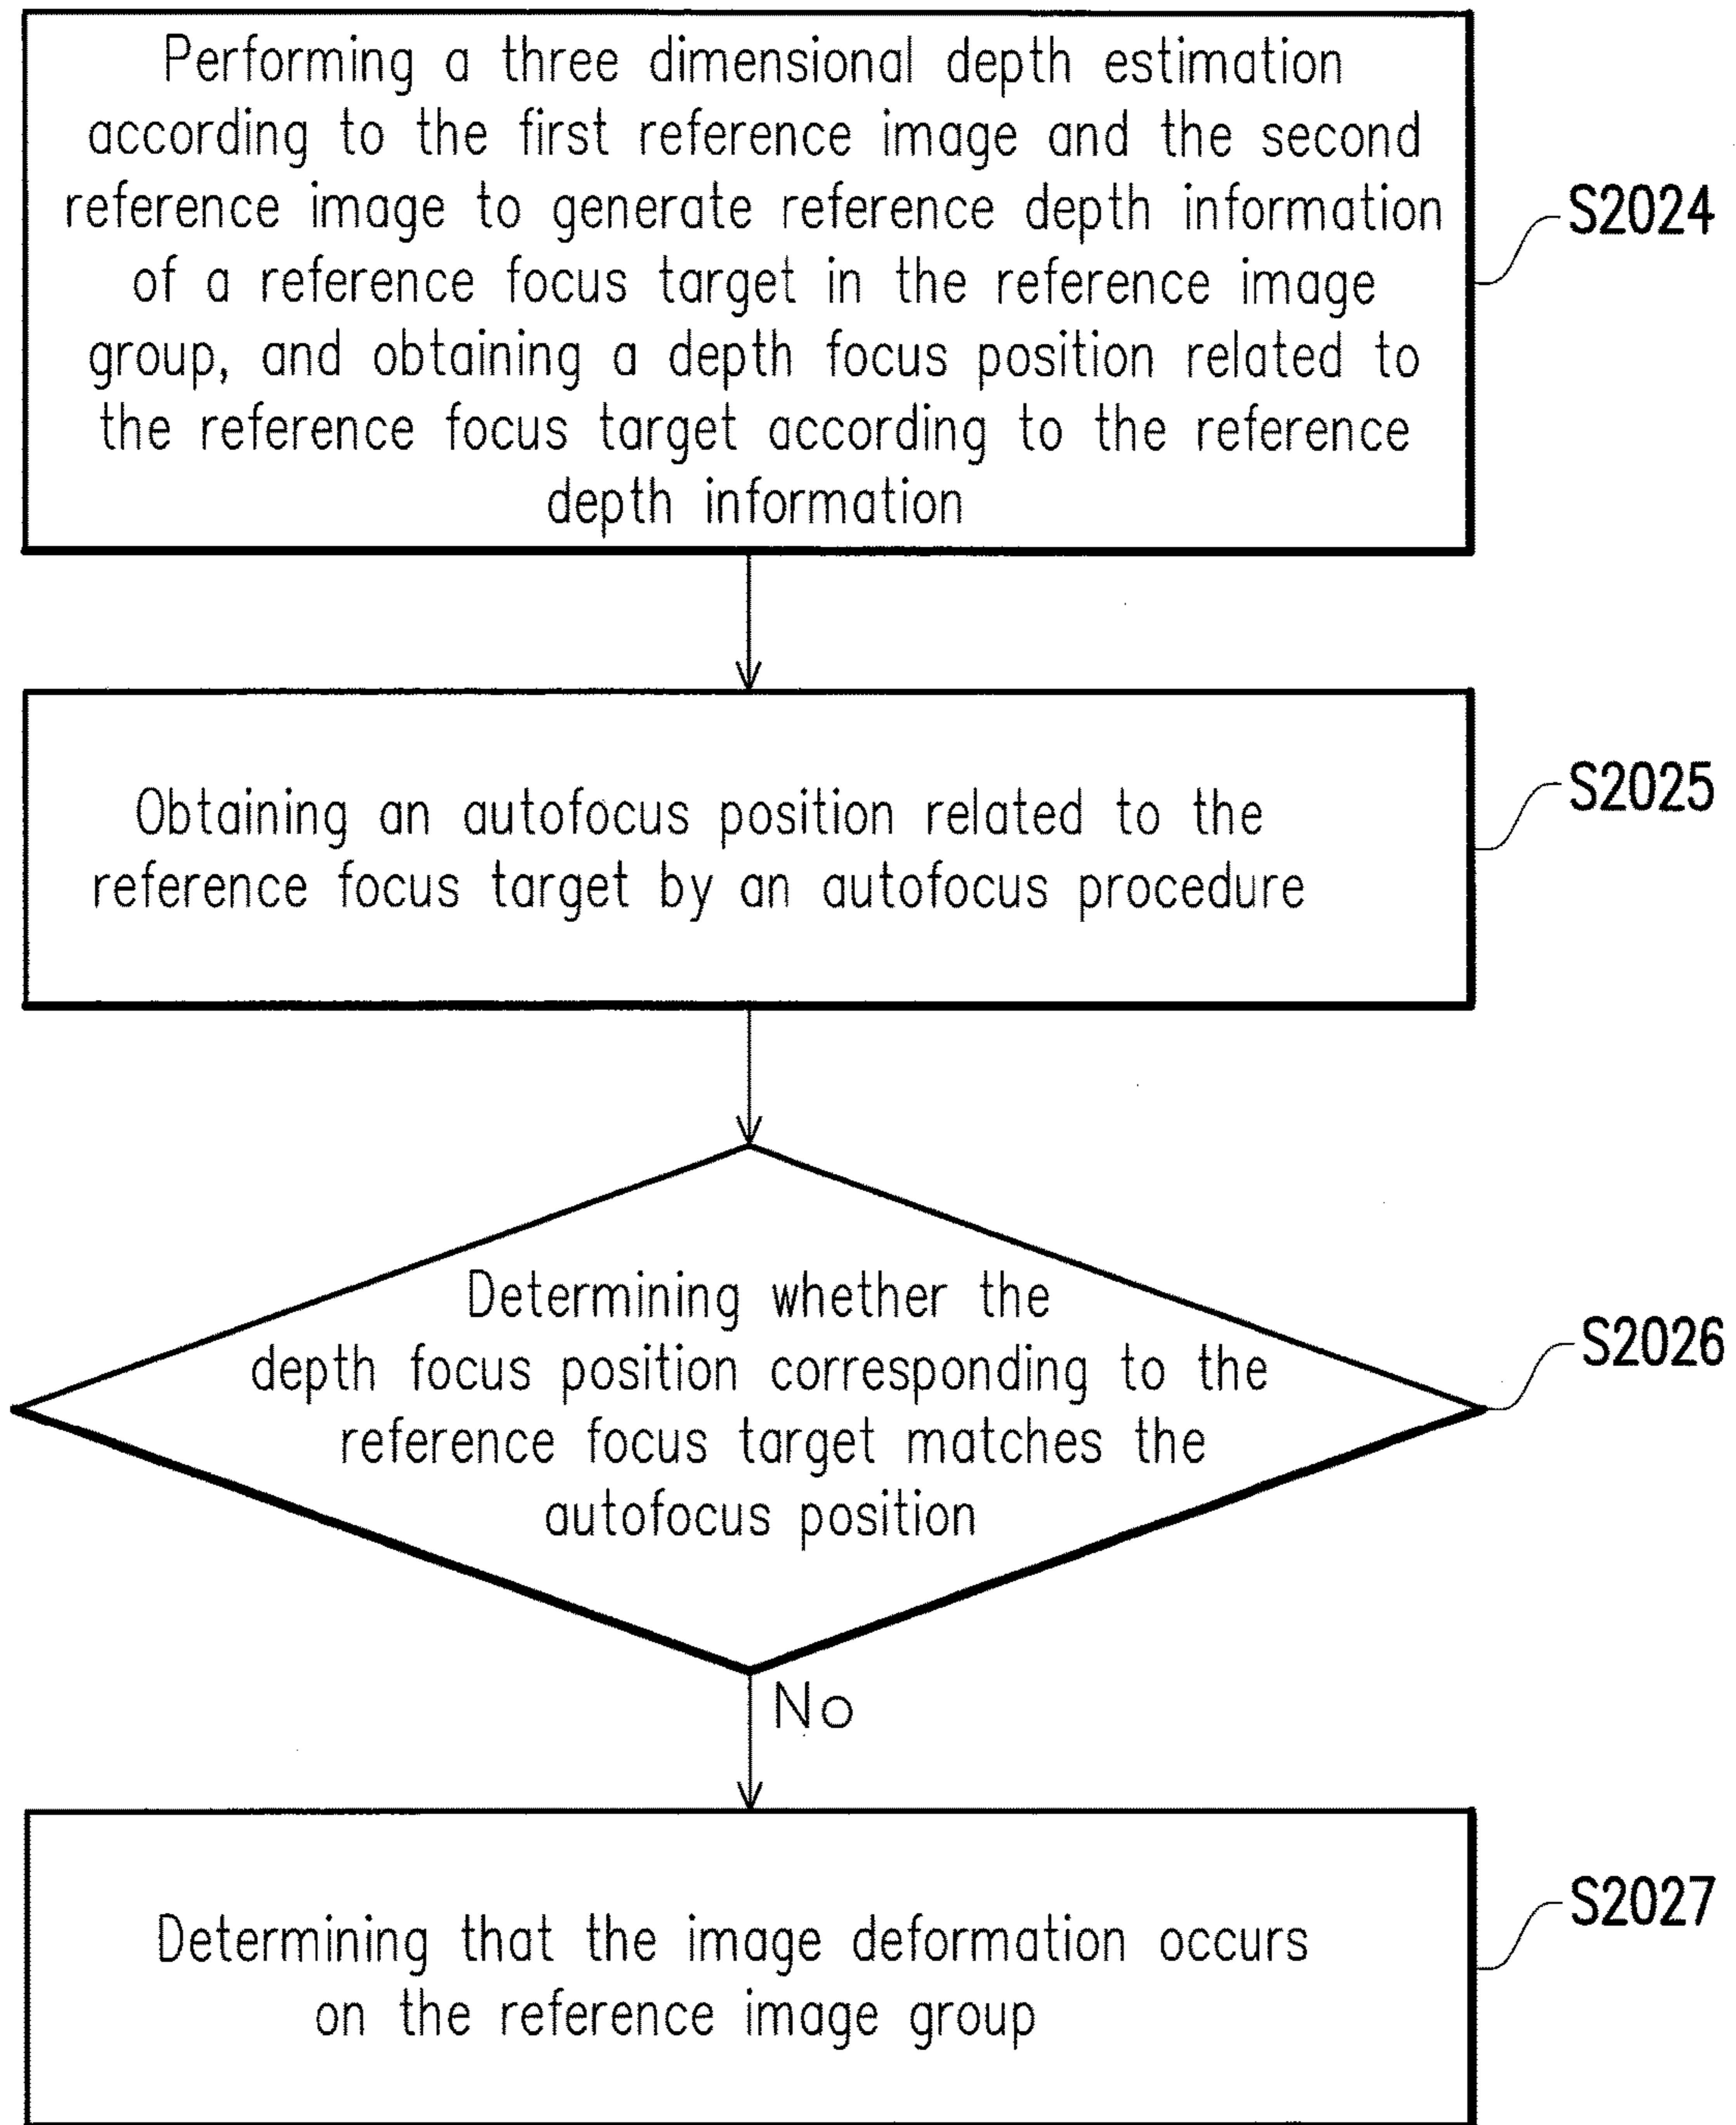 Performing a three dimensional depth estimation
according to the first reference image and the second
reference image to generate reference depth information
of a reference focus target in the reference image
group, and obtaining a depth focus position related to
the reference focus target according to the reference
depth information
S2024
Obtaining an autofocus position related to the
reference focus target by an autofocus procedure
S2025
Determining whether the
depth focus position corresponding to the
reference focus target matches the
autofocus position
S2026
No
Determining that the image deformation occurs
on the reference image group
S2027